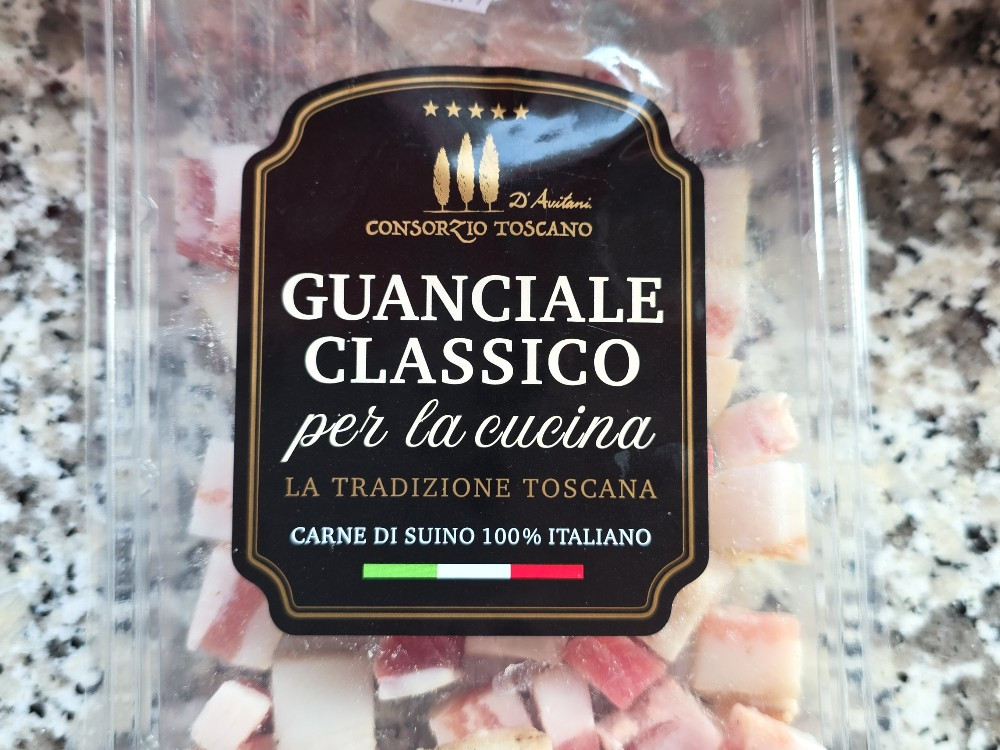 D'Avitani
CONSORZIO TOSCANO
GUANCIALE
CLASSICO
per la cucina
LA TRADIZIONE TOSCANA
CARNE DI SUINO 100% ITALIANO